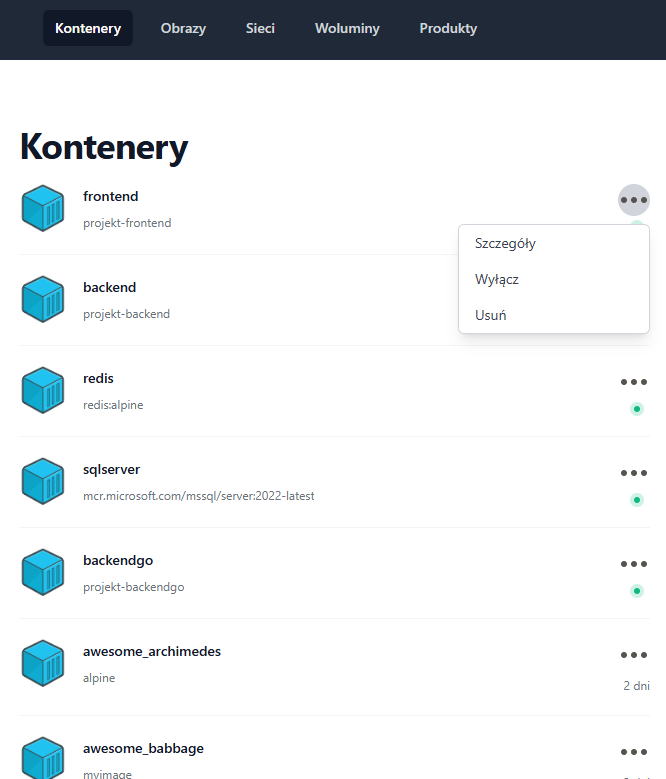 Kontenery Obrazy Sieci Woluminy Produkty
Kontenery
frontend
projekt-frontend
Szczegóły
Wyłącz
Usuń
backend
projekt-backend
redis
redis:alpine
sqlserver
mcr.microsoft.com/mssql/server:2022-latest
backendgo
projekt-backendgo
awesome_archimedes
alpine
2 dni
awesome_babbage
myimage